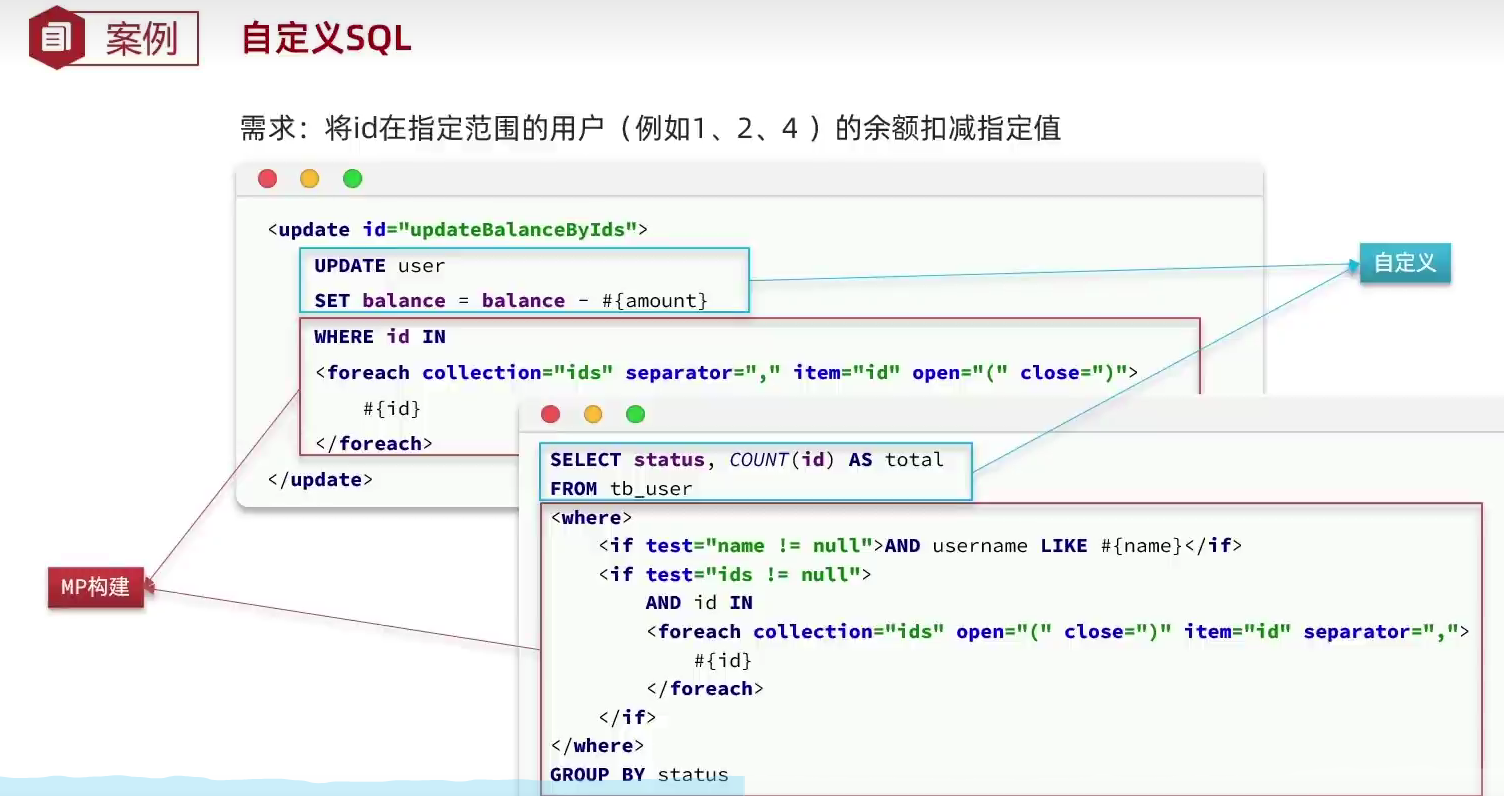 案例
自定义SQL
需求：将id在指定范围的用户（例如1、2、4 ）的余额扣减指定值
<update id="updateBalanceByIds">
UPDATE user
SET balance = balance - #{amount}
WHERE id IN
<foreach collection="ids" separator="," item="id" open="(" close=")">
#{id}
</foreach>
</update>
自定义
SELECT status, COUNT(id) AS total
FROM tb_user
<where>
<if test="name != null">AND username LIKE #{name}</if>
<if test="ids != null">
AND id IN
<foreach collection="ids" open="(" close=")" item="id" separator=",">
#{id}
</foreach>
</if>
</where>
GROUP BY status
MP构建